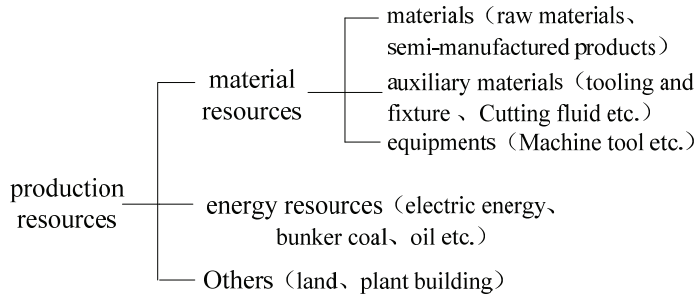 materials（raw materials、
semi-manufactured products）
material
resources
auxiliary materials（tooling and
fixture 、Cutting fluid etc.）
equipments（Machine tool etc.）
production
resources
energy resources（electric energy、
bunker coal、oil etc.）
Others（land、plant building）